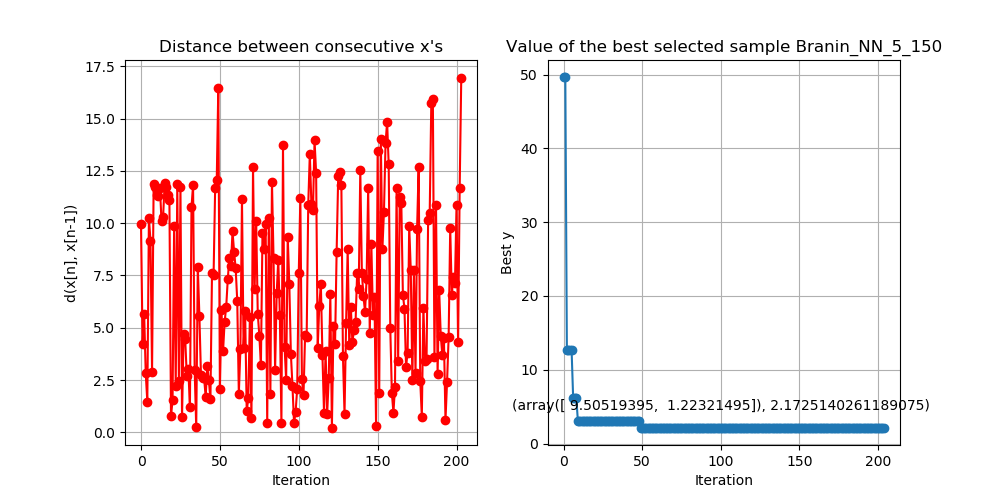 Distance between consecutive x's
17.5
15.0
12.5
10.0
7.5
5.0
2.5
0.0
d(x[n], x[n-1])
0 50 100 150 200
Iteration
Value of the best selected sample Branin_NN_5_150
50
40
30
20
10
0
Best y
(array([ 9.50519395,  1.22321495]), 2.1725140261189075)
0 50 100 150 200
Iteration